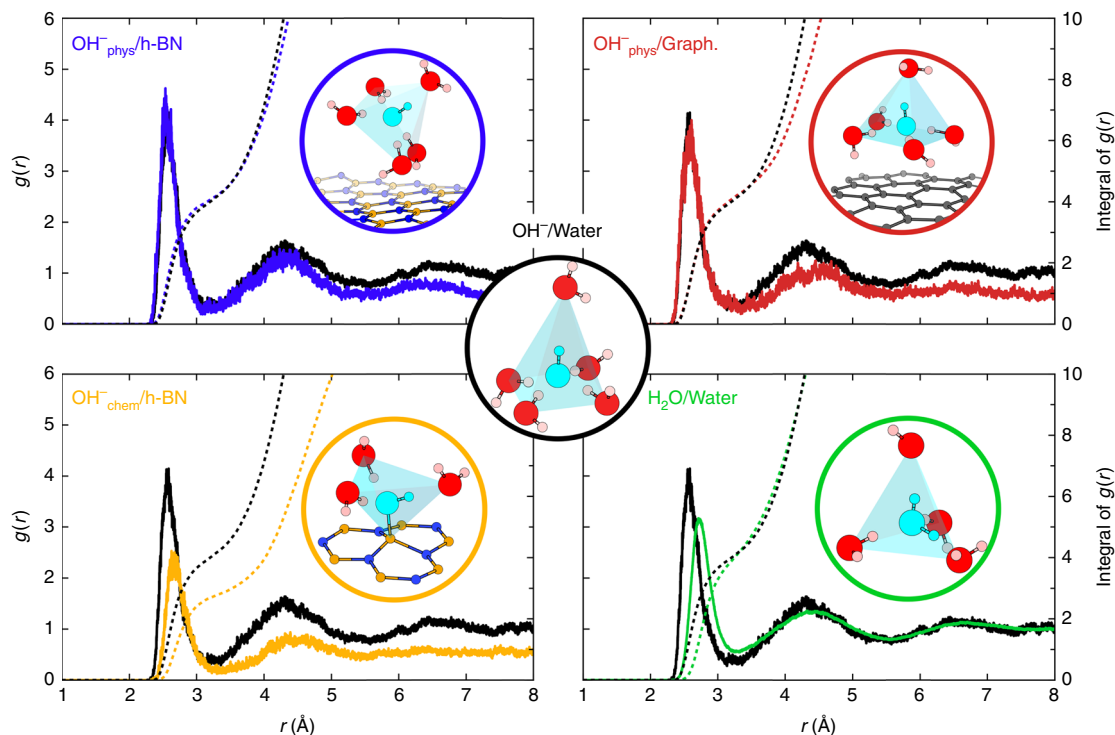 OH⁻phys/h-BN
OH⁻phys/Graph.
6
5
4
3
2
1
0
g(r)
10
8
6
4
2
0
Integral of g(r)
OH⁻/Water
OH⁻chem/h-BN
H₂O/Water
6
5
4
3
2
1
0
g(r)
10
8
6
4
2
0
Integral of g(r)
1 2 3 4 5 6 7 8
1 2 3 4 5 6 7 8
r (Å)
r (Å)